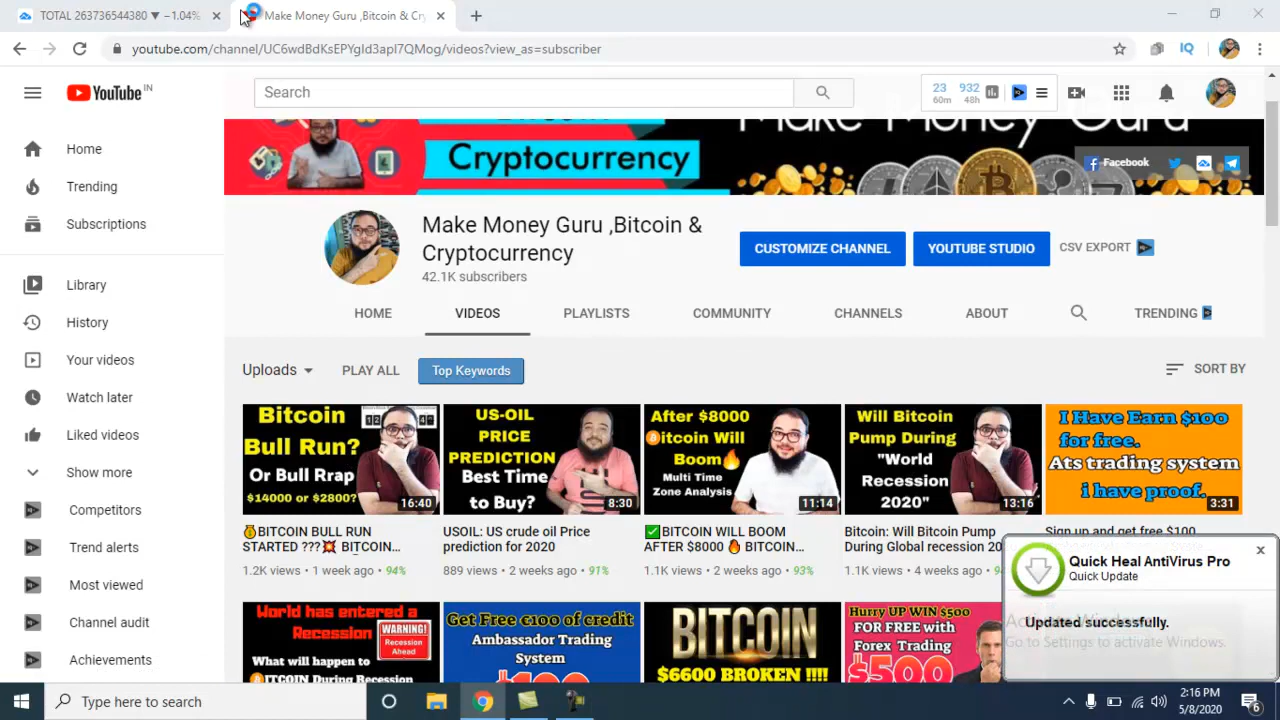 TOTAL 263736544380 ▼ −1.04%
Make Money Guru ,Bitcoin & Cry
youtube.com/channel/UC6wdBdKsEPYgId3apI7QMog/videos?view_as=subscriber
IQ
YouTube IN
Search
23 932
60m 48h
Home
Trending
Subscriptions
Library
History
Your videos
Watch later
Liked videos
Show more
Competitors
Trend alerts
Most viewed
Channel audit
Achievements
Cryptocurrency
Make Money Guru
Facebook
Make Money Guru ,Bitcoin &
Cryptocurrency
42.1K subscribers
CUSTOMIZE CHANNEL
YOUTUBE STUDIO
CSV EXPORT
HOME
VIDEOS
PLAYLISTS
COMMUNITY
CHANNELS
ABOUT
TRENDING
Uploads
PLAY ALL
Top Keywords
SORT BY
Bitcoin
Bull Run?
Or Bull Rrap
$14000 or $2800?
16:40
BITCOIN BULL RUN
STARTED ??? BITCOIN...
1.2K views • 1 week ago • 94%
US-OIL
PRICE
PREDICTION
Best Time
to Buy?
8:30
USOIL: US crude oil Price
prediction for 2020
889 views • 2 weeks ago • 91%
After $8000
Bitcoin Will
Boom
Multi Time
Zone Analysis
11:14
BITCOIN WILL BOOM
AFTER $8000 BITCOIN...
1.1K views • 2 weeks ago • 93%
Will Bitcoin
Pump During
"World
Recession
2020"
13:16
Bitcoin: Will Bitcoin Pump
During Global recession 20
1.1K views • 4 weeks ago •
I Have Earn $100
for free.
Ats trading system
i have proof.
3:31
Sign up and get free $100
World has entered a
Recession
WARNING!
Recession
Ahead
What will happen to
BITCOIN During Recession
Get Free €100 of credit
Ambassador Trading
System
BITCOIN
$6600 BROKEN !!!!
Hurry UP WIN $500
FOR FREE with
Forex Trading
$500
Quick Heal AntiVirus Pro
Quick Update
Updated successfully.
Go to Settings to activate Windows.
Type here to search
2:16 PM
5/8/2020
6